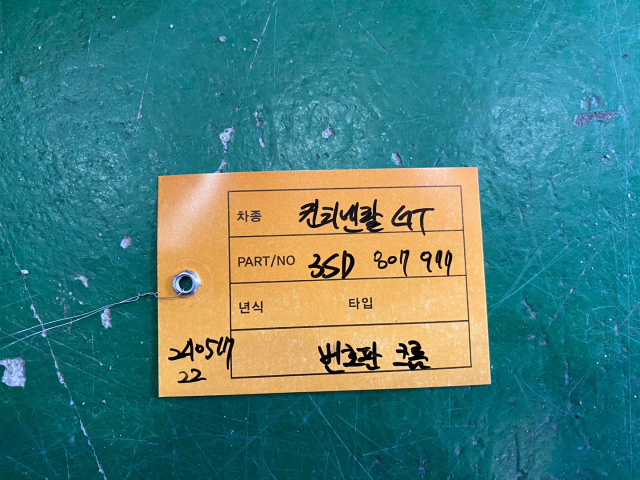 차종 컨티넨탈 GT
PART/NO 3SD 807 977
년식 타입
번호판 크롬
240517
22